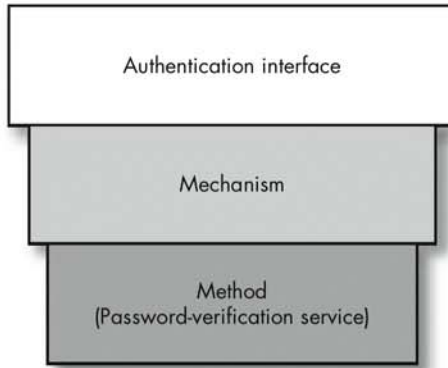 Authentication interface
Mechanism
Method
(Password-verification service)